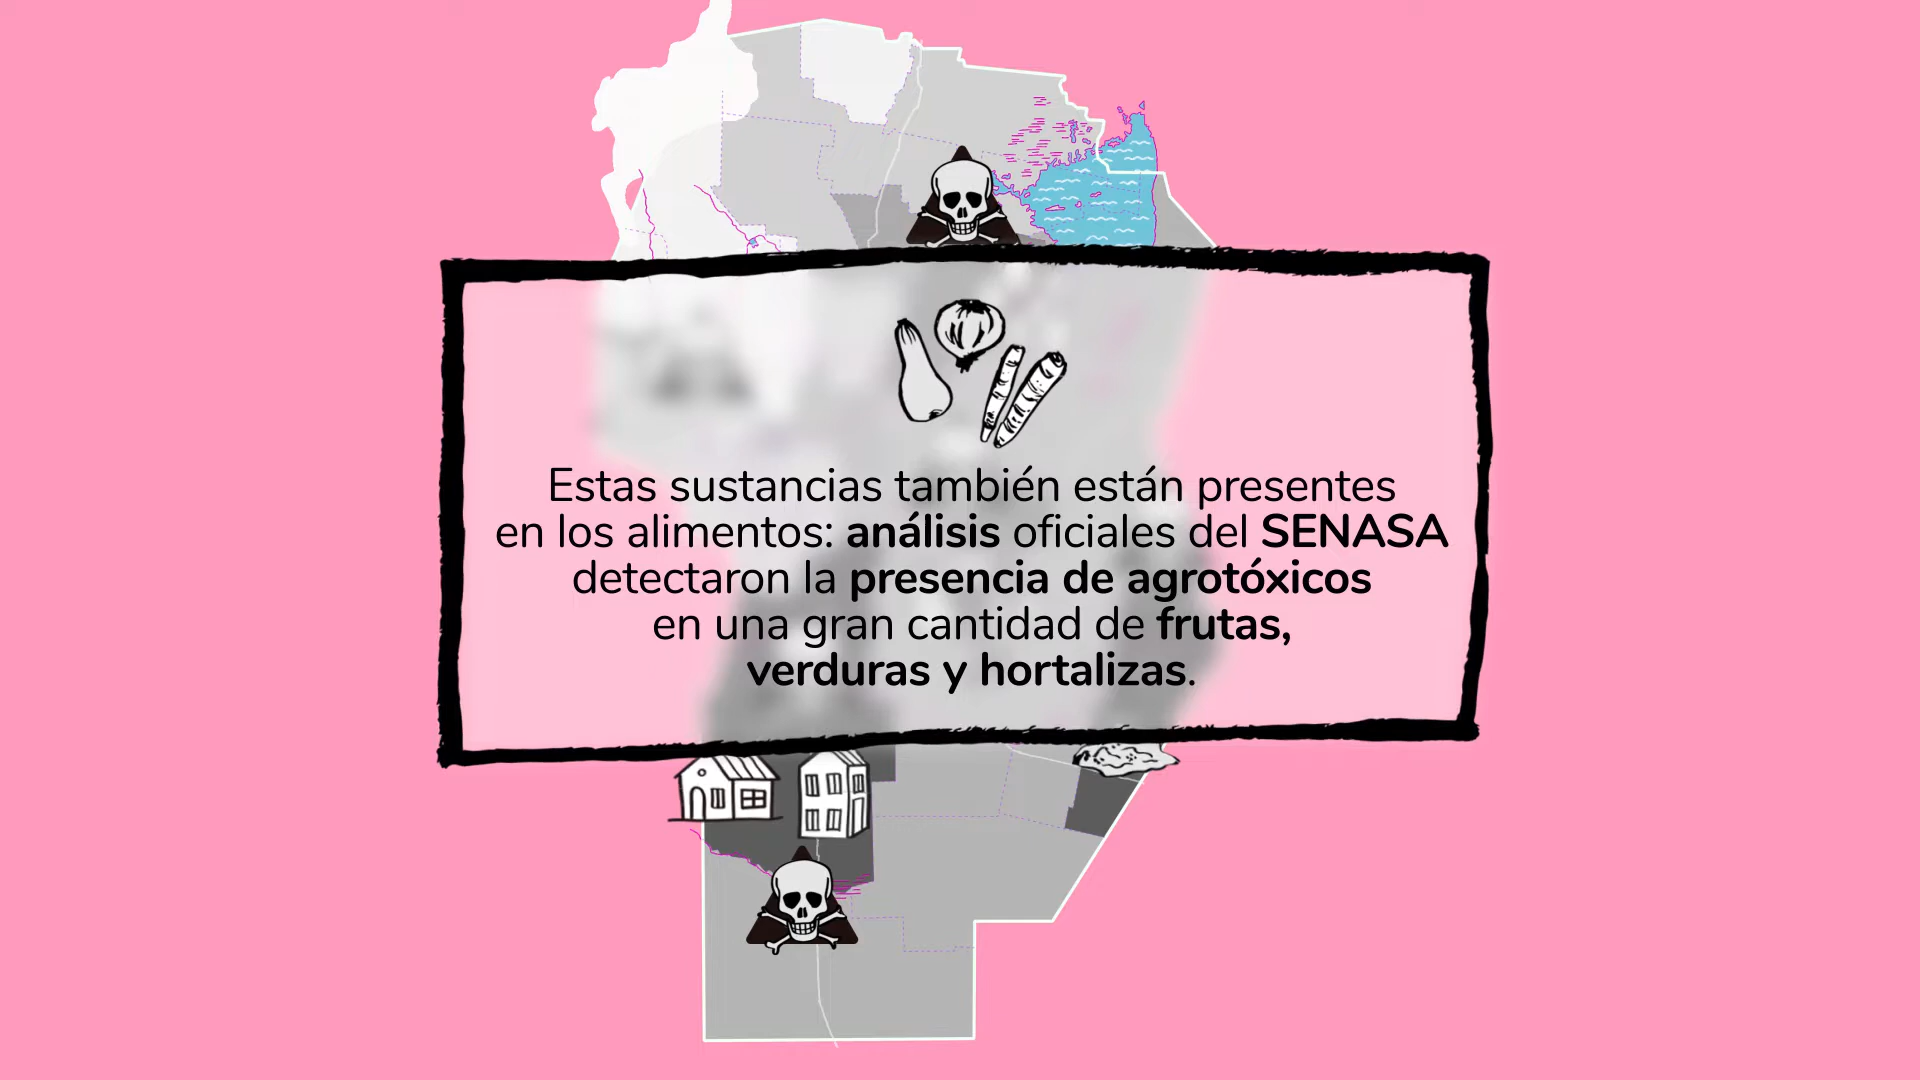 Estas sustancias también están presentes
en los alimentos: análisis oficiales del SENASA
detectaron la presencia de agrotóxicos
en una gran cantidad de frutas,
verduras y hortalizas.